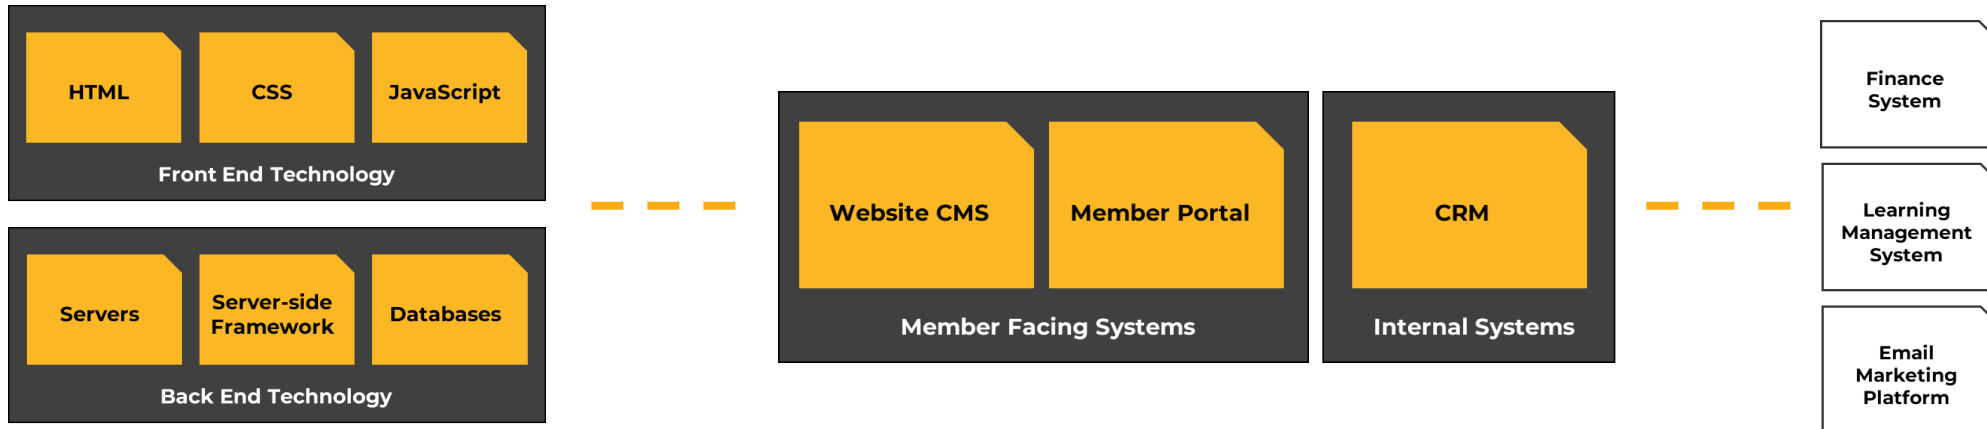 HTML
CSS
JavaScript
Front End Technology
Servers
Server-side
Framework
Databases
Back End Technology
Website CMS
Member Portal
Member Facing Systems
CRM
Internal Systems
Finance
System
Learning
Management
System
Email
Marketing
Platform